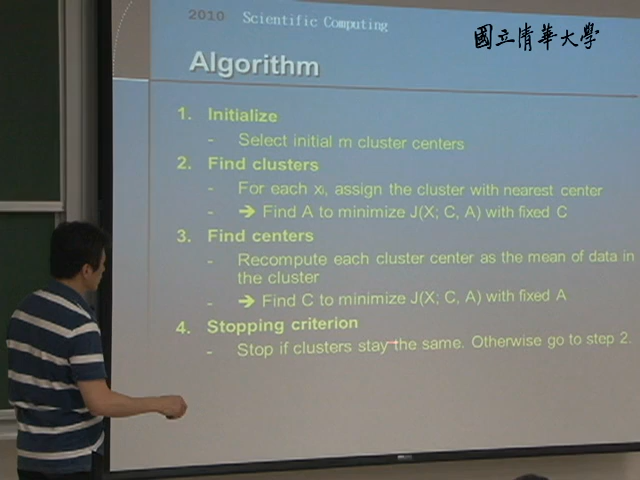 2010 Scientific Computing
國立清華大學
Algorithm
1. Initialize
- Select initial m cluster centers
2. Find clusters
- For each xᵢ, assign the cluster with nearest center
- ➔ Find A to minimize J(X; C, A) with fixed C
3. Find centers
- Recompute each cluster center as the mean of data in
the cluster
- ➔ Find C to minimize J(X; C, A) with fixed A
4. Stopping criterion
- Stop if clusters stay the same. Otherwise go to step 2.